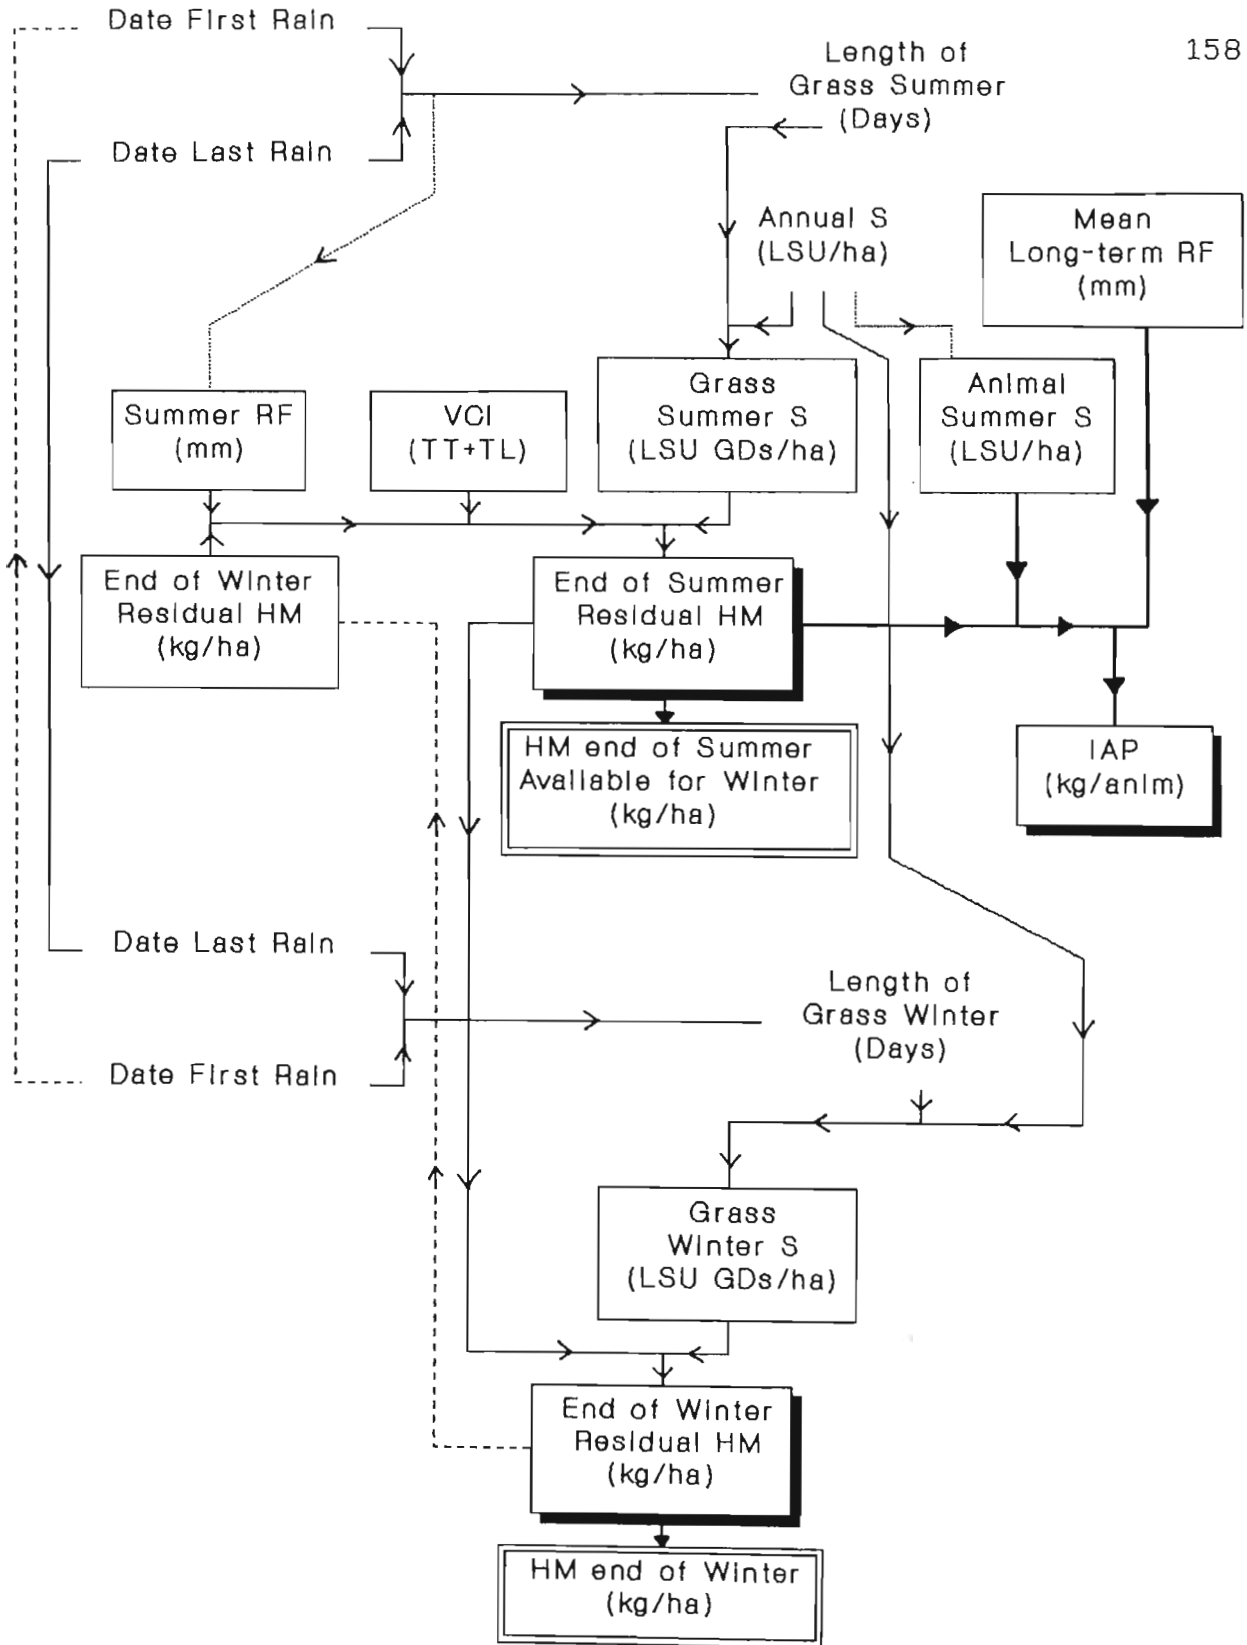 158
Date First Rain
Length of
Grass Summer
(Days)
Date Last Rain
Annual S
(LSU/ha)
Mean
Long-term RF
(mm)
Summer RF
(mm)
VCI
(TT+TL)
Grass
Summer S
(LSU GDs/ha)
Animal
Summer S
(LSU/ha)
End of Winter
Residual HM
(kg/ha)
End of Summer
Residual HM
(kg/ha)
HM end of Summer
Available for Winter
(kg/ha)
IAP
(kg/anim)
Date Last Rain
Length of
Grass Winter
(Days)
Date First Rain
Grass
Winter S
(LSU GDs/ha)
End of Winter
Residual HM
(kg/ha)
HM end of Winter
(kg/ha)